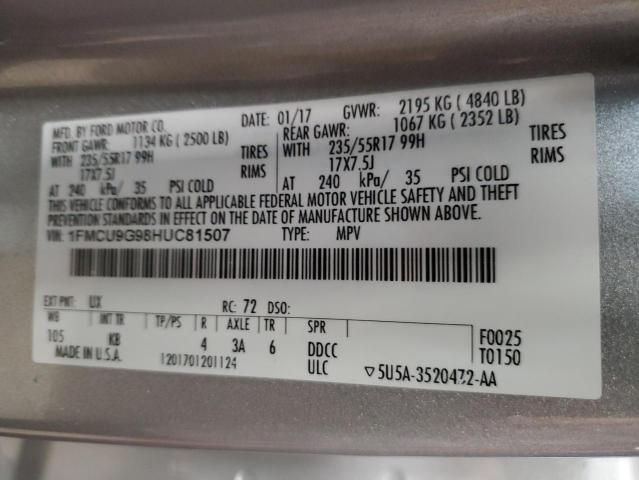 MFD. BY FORD MOTOR CO. DATE: 01/17 GVWR: 2195 KG ( 4840 LB)
FRONT GAWR: 1134 KG ( 2500 LB) REAR GAWR: 1067 KG ( 2352 LB)
WITH 235/55R17 99H TIRES WITH 235/55R17 99H TIRES
17X7.5J RIMS 17X7.5J RIMS
AT 240 kPa/ 35 PSI COLD AT 240 kPa/ 35 PSI COLD
THIS VEHICLE CONFORMS TO ALL APPLICABLE FEDERAL MOTOR VEHICLE SAFETY AND THEFT
PREVENTION STANDARDS IN EFFECT ON THE DATE OF MANUFACTURE SHOWN ABOVE.
VIN: 1FMCU9G98HUC81507 TYPE: MPV
EXT PNT: UX RC: 72 DSO:
WB INT TR TP/PS R AXLE TR SPR F0025
105 KB 4 3A 6 DDCC T0150
MADE IN U.S.A. 1201701201124 ULC ▽5U5A-3520472-AA